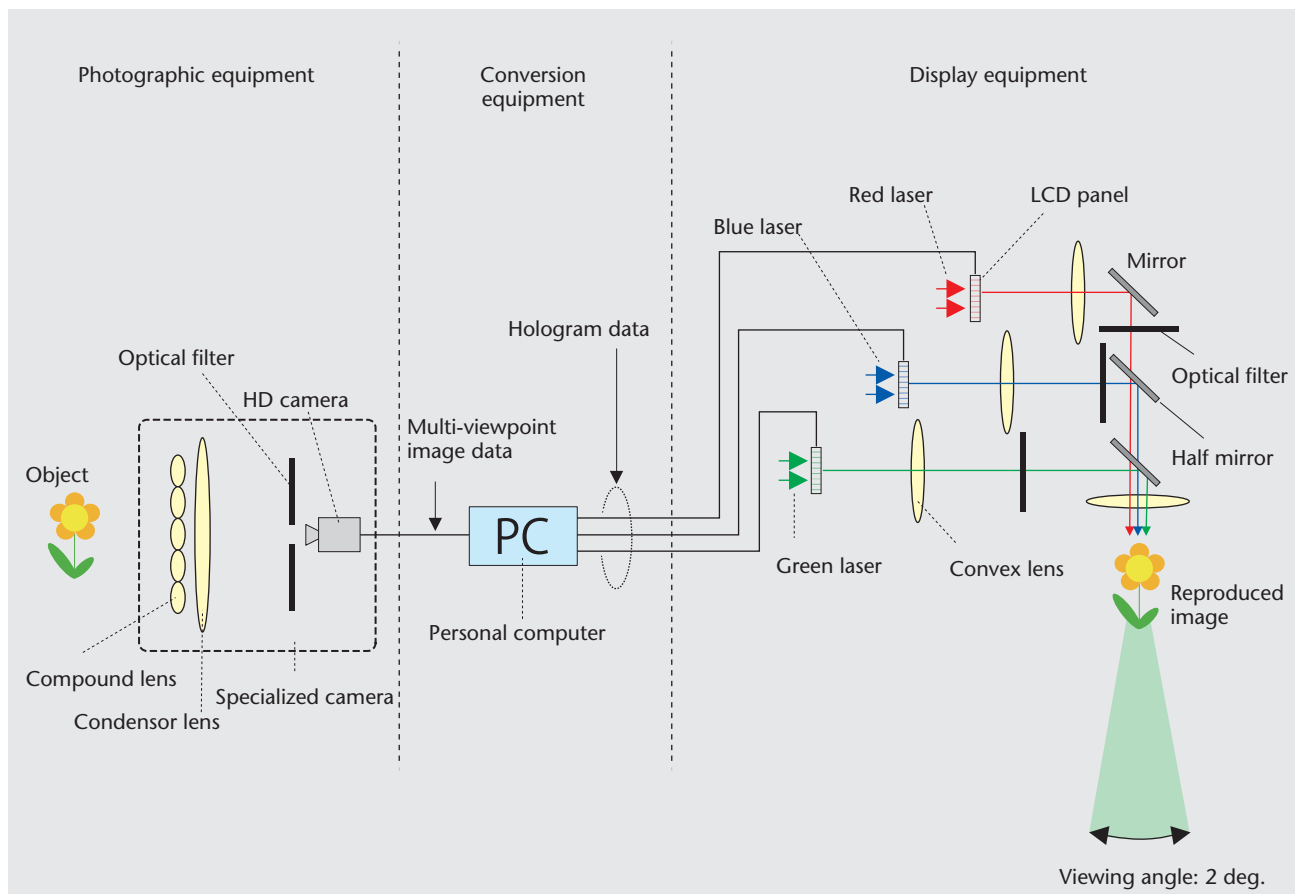 Photographic equipment
Conversion
equipment
Display equipment
Red laser
LCD panel
Blue laser
Mirror
Hologram data
Optical filter
Optical filter
HD camera
Multi-viewpoint
image data
Half mirror
Object
PC
Green laser
Convex lens
Reproduced
image
Personal computer
Compound lens
Specialized camera
Condensor lens
Viewing angle: 2 deg.